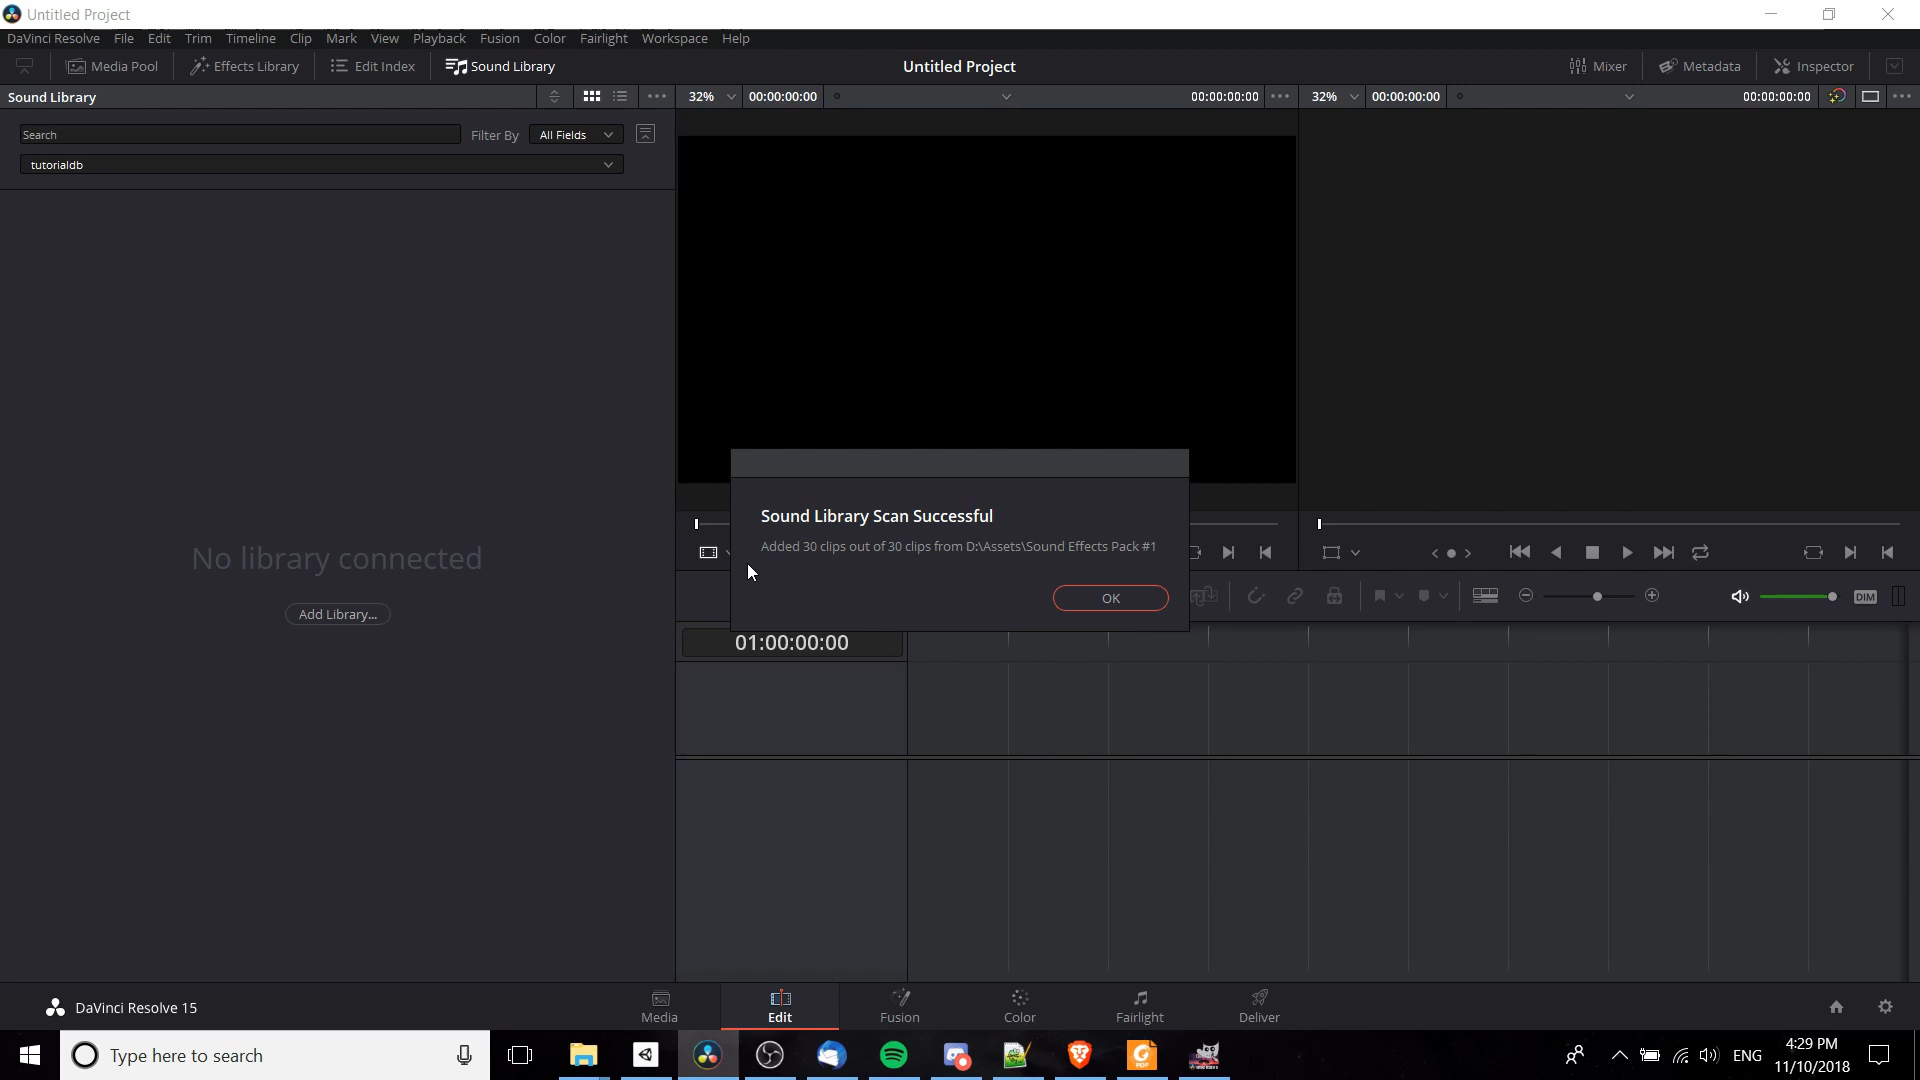 Untitled Project
DaVinci Resolve File Edit Trim Timeline Clip Mark View Playback Fusion Color Fairlight Workspace Help
Media Pool Effects Library Edit Index Sound Library Untitled Project Mixer Metadata Inspector
Sound Library 32% 00:00:00:00 00:00:00:00 32% 00:00:00:00 00:00:00:00
Search Filter By All Fields
tutorialdb
Sound Library Scan Successful
Added 30 clips out of 30 clips from D:\Assets\Sound Effects Pack #1
No library connected
OK
DIM
Add Library...
01:00:00:00
DaVinci Resolve 15
Media Edit Fusion Color Fairlight Deliver
Type here to search
ENG
4:29 PM
11/10/2018
PDF